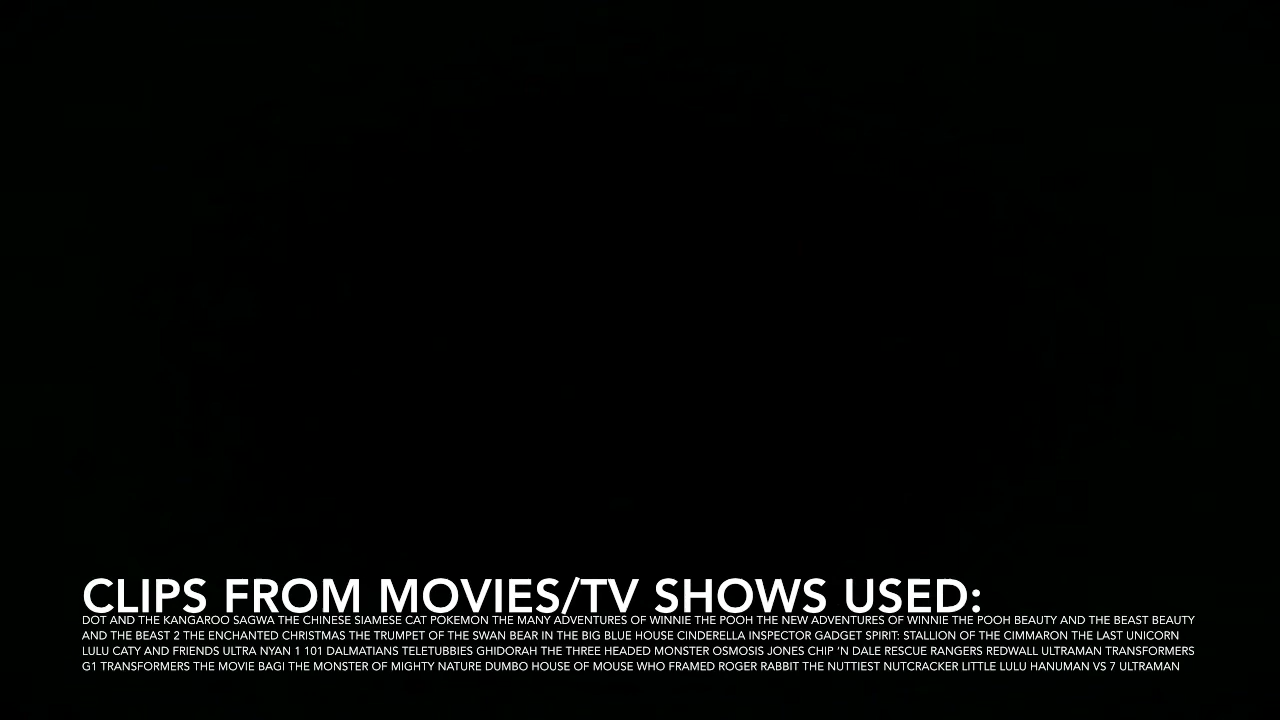 CLIPS FROM MOVIES/TV SHOWS USED:
DOT AND THE KANGAROO SAGWA THE CHINESE SIAMESE CAT POKEMON THE MANY ADVENTURES OF WINNIE THE POOH THE NEW ADVENTURES OF WINNIE THE POOH BEAUTY AND THE BEAST BEAUTY
AND THE BEAST 2 THE ENCHANTED CHRISTMAS THE TRUMPET OF THE SWAN BEAR IN THE BIG BLUE HOUSE CINDERELLA INSPECTOR GADGET SPIRIT: STALLION OF THE CIMMARON THE LAST UNICORN
LULU CATY AND FRIENDS ULTRA NYAN 1 101 DALMATIANS TELETUBBIES GHIDORAH THE THREE HEADED MONSTER OSMOSIS JONES CHIP 'N DALE RESCUE RANGERS REDWALL ULTRAMAN TRANSFORMERS
G1 TRANSFORMERS THE MOVIE BAGI THE MONSTER OF MIGHTY NATURE DUMBO HOUSE OF MOUSE WHO FRAMED ROGER RABBIT THE NUTTIEST NUTCRACKER LITTLE LULU HANUMAN VS 7 ULTRAMAN